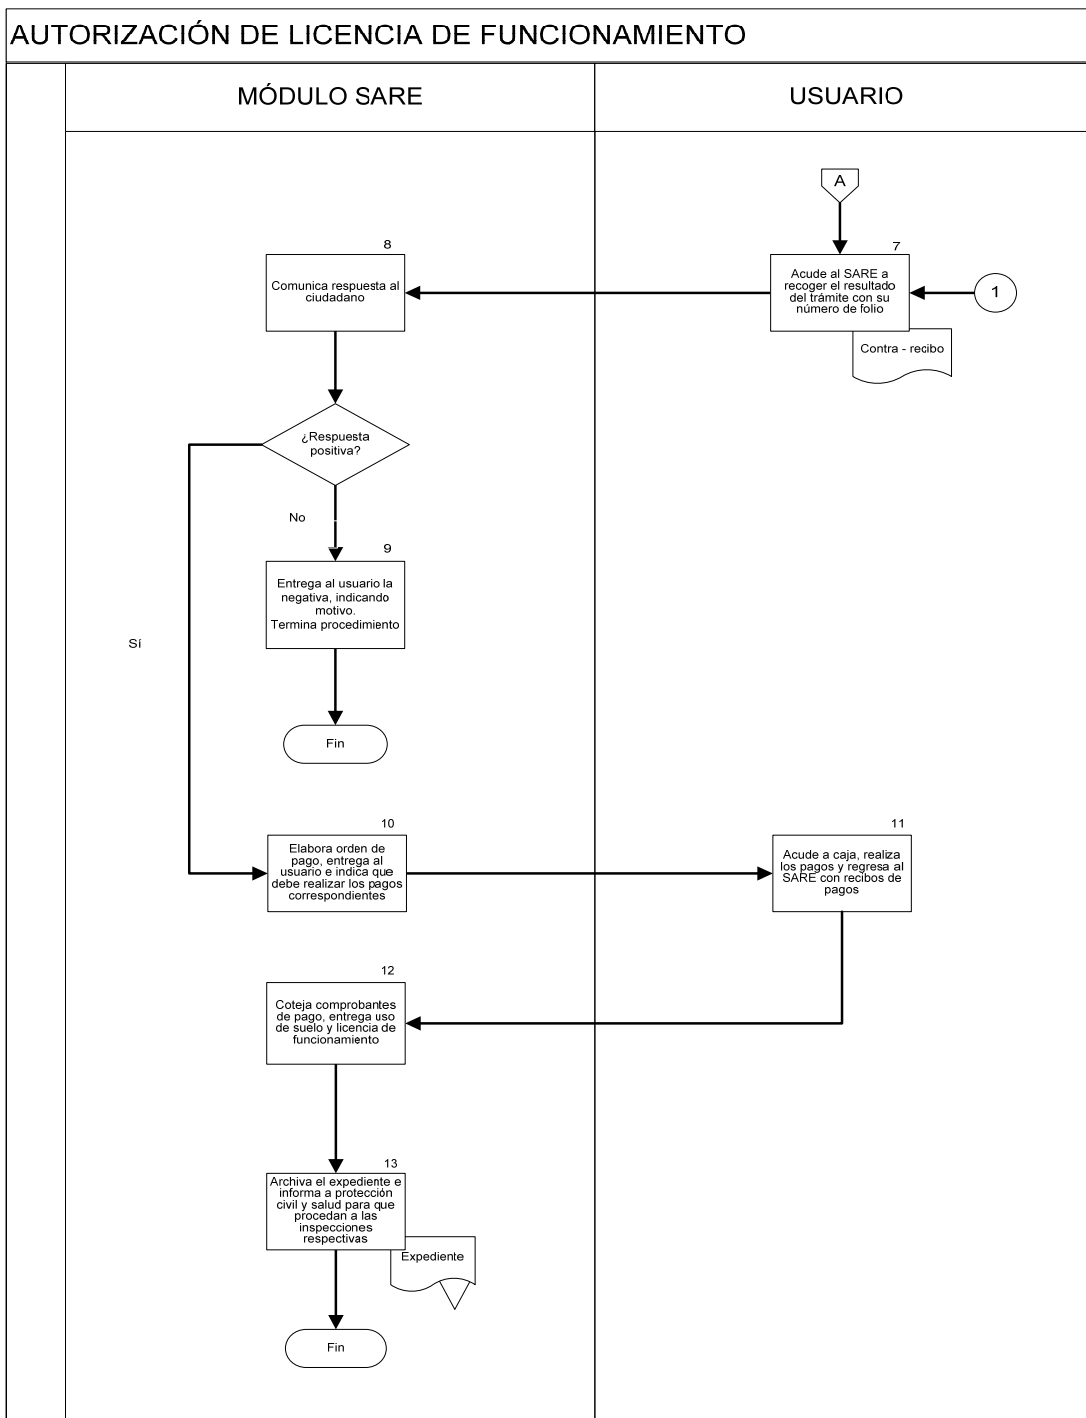 AUTORIZACIÓN DE LICENCIA DE FUNCIONAMIENTO
MÓDULO SARE
USUARIO
A
7
Acude al SARE a
recoger el resultado
del trámite con su
número de folio
1
Contra - recibo
8
Comunica respuesta al
ciudadano
¿Respuesta
positiva?
No
9
Entrega al usuario la
negativa, indicando
motivo.
Termina procedimiento
Sí
Fin
10
Elabora orden de
pago, entrega al
usuario e indica que
debe realizar los pagos
correspondientes
11
Acude a caja, realiza
los pagos y regresa al
SARE con recibos de
pagos
12
Coteja comprobantes
de pago, entrega uso
de suelo y licencia de
funcionamiento
13
Archiva el expediente e
informa a protección
civil y salud para que
procedan a las
inspecciones
respectivas
Expediente
Fin